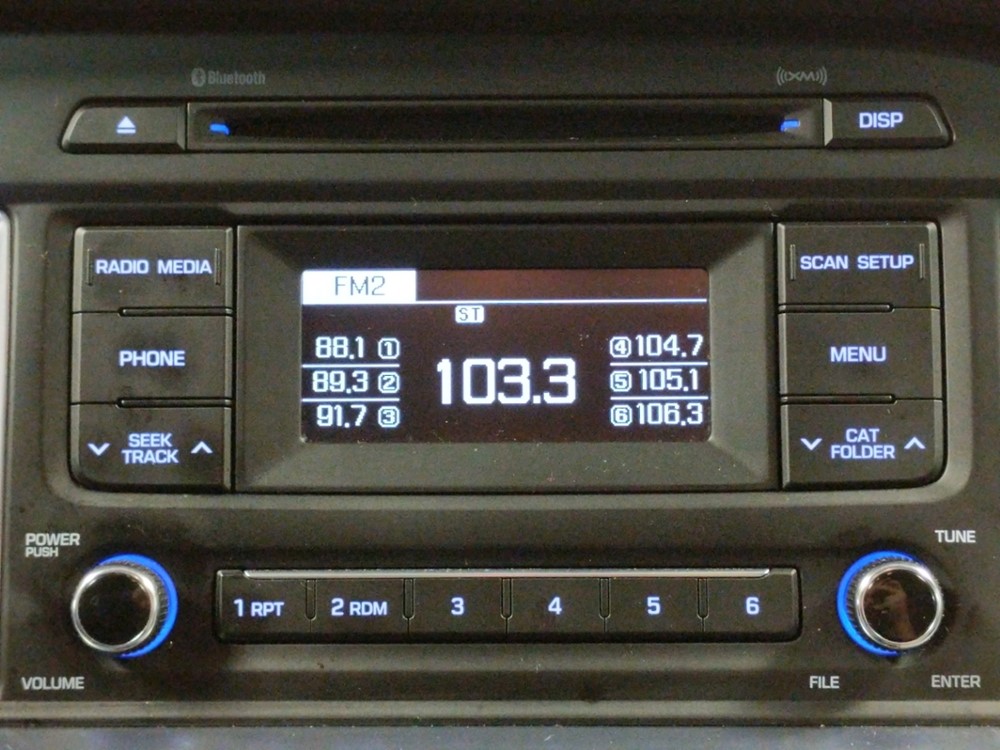 Bluetooth
((XM))
DISP
RADIO MEDIA
SCAN SETUP
FM2
ST
PHONE
MENU
88.1 1
89.3 2
91.7 3
103.3
4 104.7
5 105.1
6 106.3
SEEK
TRACK
CAT
FOLDER
POWER
PUSH
TUNE
1 RPT
2 RDM
3
4
5
6
VOLUME
FILE
ENTER